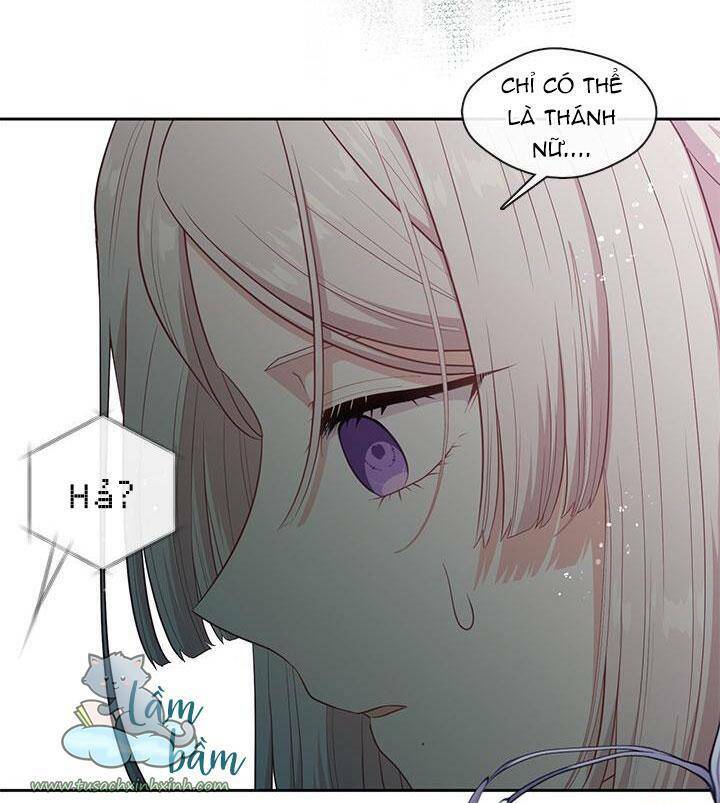 CHỈ CÓ THỂ
LÀ THÁNH
NỮ....
Hả?
lầm
bầm
www.tusachxinhxinh.com